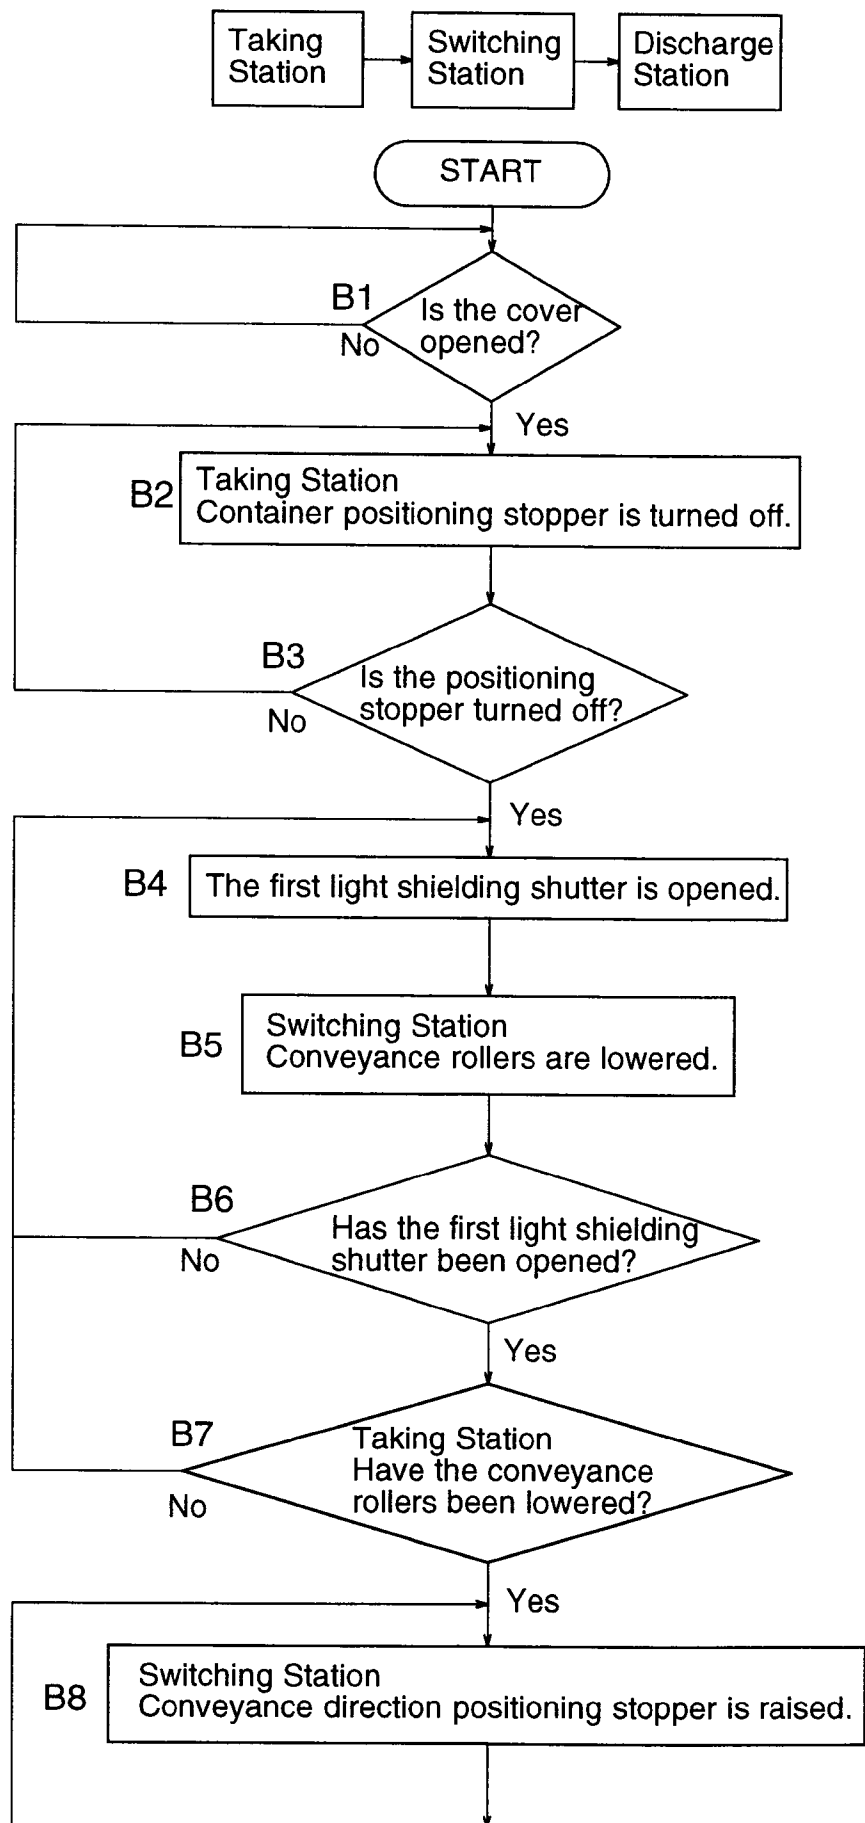 Taking
Station
Switching
Station
Discharge
Station
START
B1
Is the cover
opened?
No
Yes
B2
Taking Station
Container positioning stopper is turned off.
B3
Is the positioning
stopper turned off?
No
Yes
B4
The first light shielding shutter is opened.
B5
Switching Station
Conveyance rollers are lowered.
B6
Has the first light shielding
shutter been opened?
No
Yes
B7
Taking Station
Have the conveyance
rollers been lowered?
No
Yes
B8
Switching Station
Conveyance direction positioning stopper is raised.